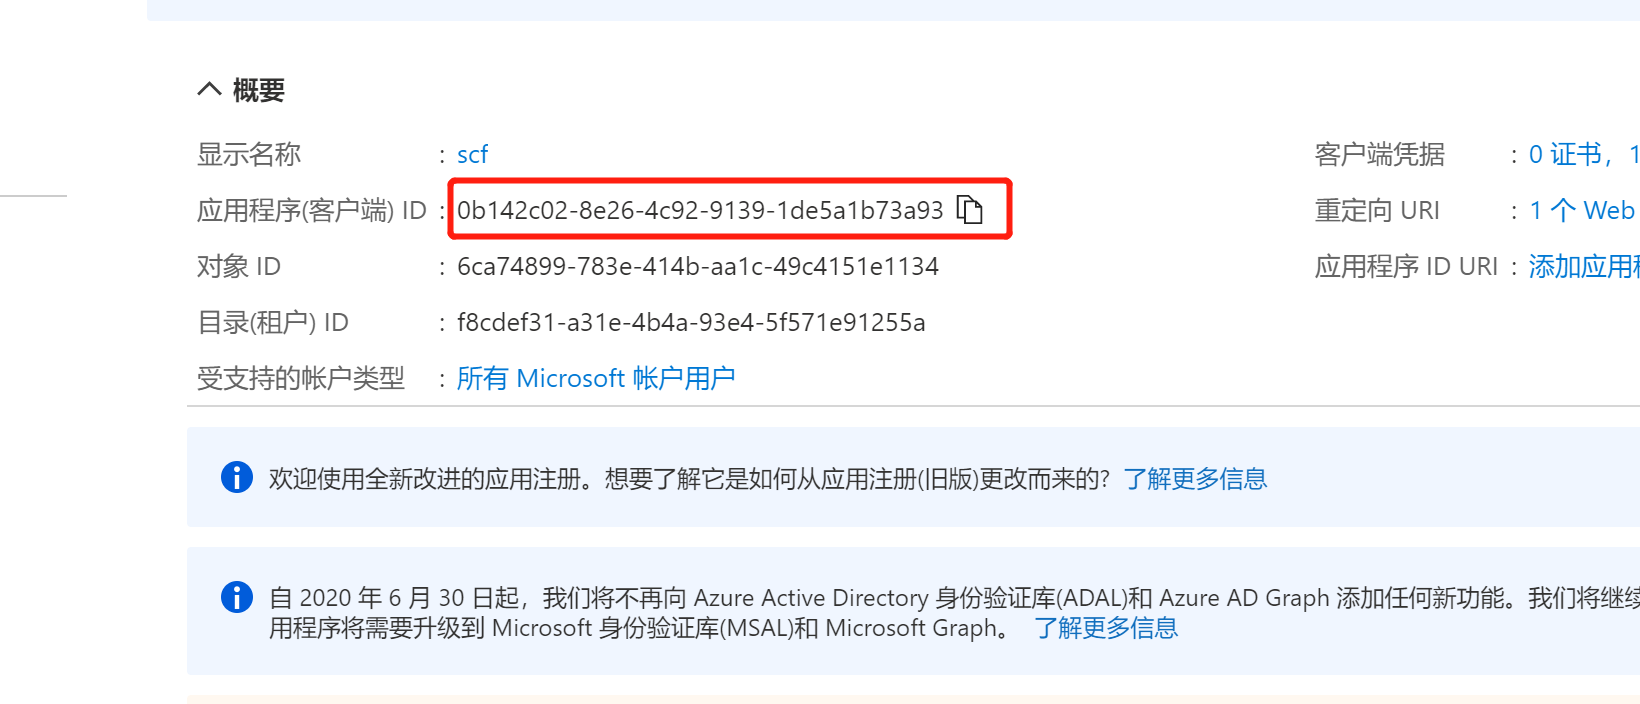 概要
显示名称 : scf
应用程序(客户端) ID : 0b142c02-8e26-4c92-9139-1de5a1b73a93
对象 ID : 6ca74899-783e-414b-aa1c-49c4151e1134
目录(租户) ID : f8cdef31-a31e-4b4a-93e4-5f571e91255a
受支持的帐户类型 : 所有 Microsoft 帐户用户
客户端凭据 : 0 证书，1
重定向 URI : 1 个 Web
应用程序 ID URI : 添加应用
欢迎使用全新改进的应用注册。想要了解它是如何从应用注册(旧版)更改而来的? 了解更多信息
自 2020 年 6 月 30 日起，我们将不再向 Azure Active Directory 身份验证库(ADAL)和 Azure AD Graph 添加任何新功能。我们将继续
用程序将需要升级到 Microsoft 身份验证库(MSAL)和 Microsoft Graph。 了解更多信息